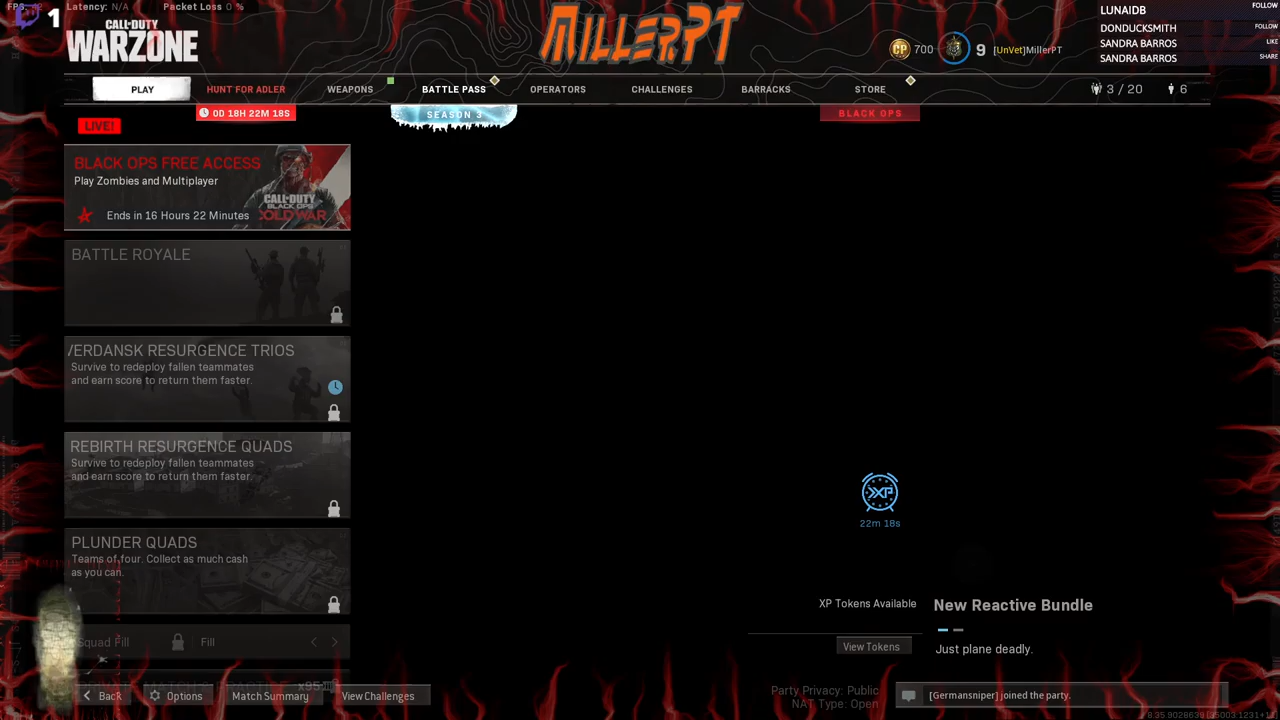 FPS: 42 Latency: N/A Packet Loss 0 %
1
CALL·DUTY
WARZONE
MillerPT
CP 700
9
[UnVet]MillerPT
LUNAIDB FOLLOW
DONDUCKSMITH FOLLOW
SANDRA BARROS LIKE
SANDRA BARROS SHARE
PLAY
HUNT FOR ADLER
WEAPONS
BATTLE PASS
OPERATORS
CHALLENGES
BARRACKS
STORE
3 / 20
6
0D 18H 22M 18S
SEASON 3
BLACK OPS
LIVE!
BLACK OPS FREE ACCESS
Play Zombies and Multiplayer
Ends in 16 Hours 22 Minutes
CALL·DUTY
BLACK OPS
COLD WAR
BATTLE ROYALE
VERDANSK RESURGENCE TRIOS
Survive to redeploy fallen teammates
and earn score to return them faster.
REBIRTH RESURGENCE QUADS
Survive to redeploy fallen teammates
and earn score to return them faster.
PLUNDER QUADS
Teams of four. Collect as much cash
as you can.
Squad Fill
Fill
XP
22m 18s
XP Tokens Available
View Tokens
New Reactive Bundle
Just plane deadly.
x95
Back
Options
Match Summary
View Challenges
Party Privacy: Public
NAT Type: Open
[Germansniper] joined the party.